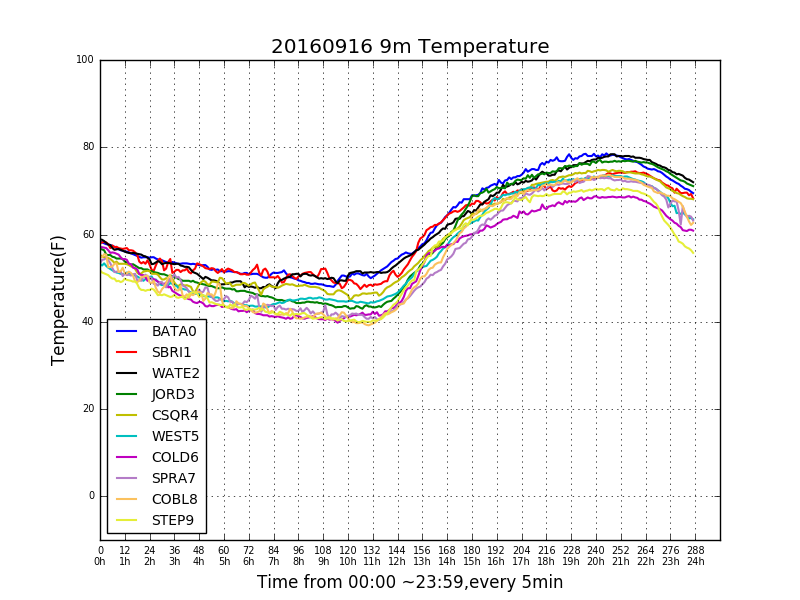 20160916 9m Temperature
Temperature(F)
100
80
60
40
20
0
BATA0
SBRI1
WATE2
JORD3
CSQR4
WEST5
COLD6
SPRA7
COBL8
STEP9
0 12 24 36 48 60 72 84 96 108 120 132 144 156 168 180 192 204 216 228 240 252 264 276 288
0h 1h 2h 3h 4h 5h 6h 7h 8h 9h 10h 11h 12h 13h 14h 15h 16h 17h 18h 19h 20h 21h 22h 23h 24h
Time from 00:00 ~23:59,every 5min